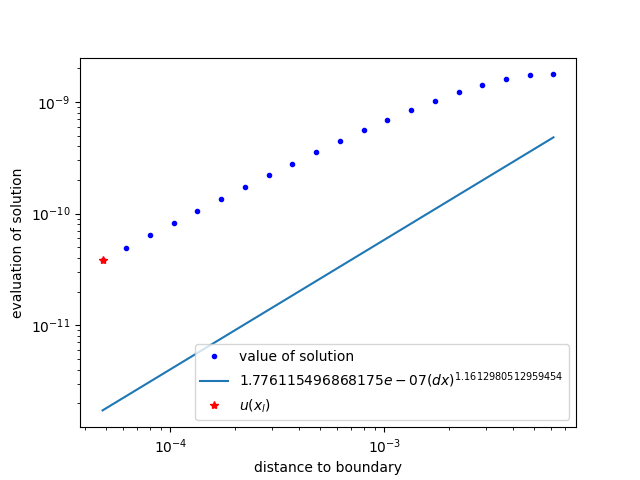 evaluation of solution
10⁻⁹
10⁻¹⁰
10⁻¹¹
value of solution
1.776115496868175e − 07(dx)^1.1612980512959454
u(x_l)
10⁻⁴
10⁻³
distance to boundary